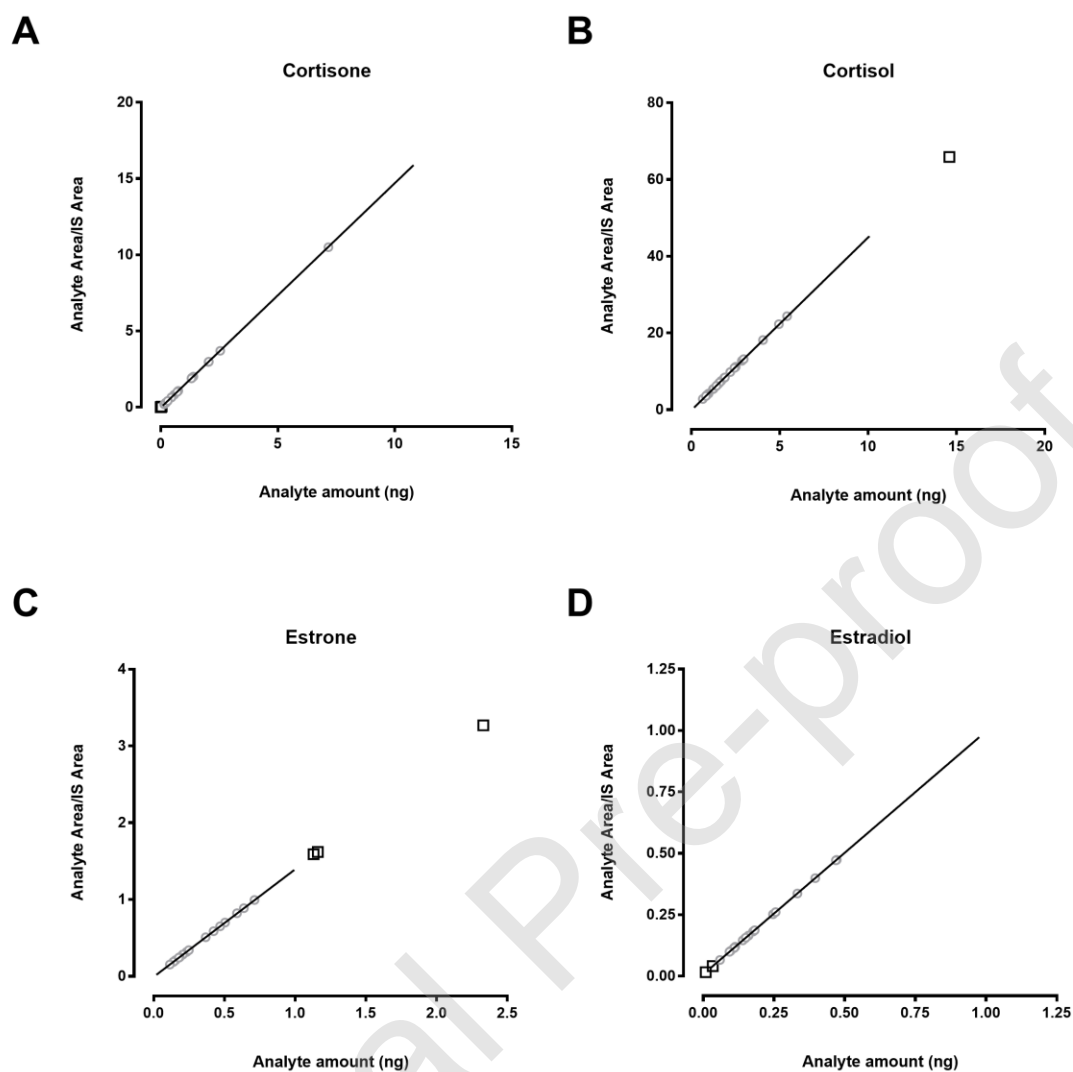 A
Cortisone
Analyte Area/IS Area
20
15
10
5
0
0 5 10 15
Analyte amount (ng)
B
Cortisol
Analyte Area/IS Area
80
60
40
20
0
0 5 10 15 20
Analyte amount (ng)
C
Estrone
Analyte Area/IS Area
4
3
2
1
0
0.0 0.5 1.0 1.5 2.0 2.5
Analyte amount (ng)
D
Estradiol
Analyte Area/IS Area
1.25
1.00
0.75
0.50
0.25
0.00
0.00 0.25 0.50 0.75 1.00 1.25
Analyte amount (ng)
al Pre-proof